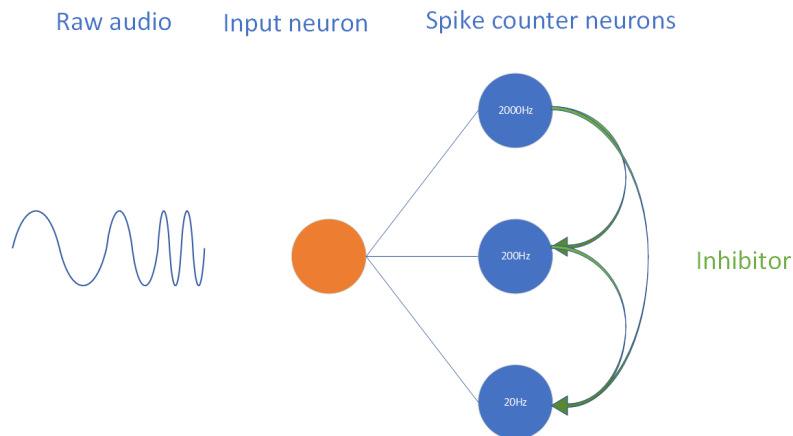 Raw audio
Input neuron
Spike counter neurons
2000Hz
200Hz
Inhibitor
20Hz